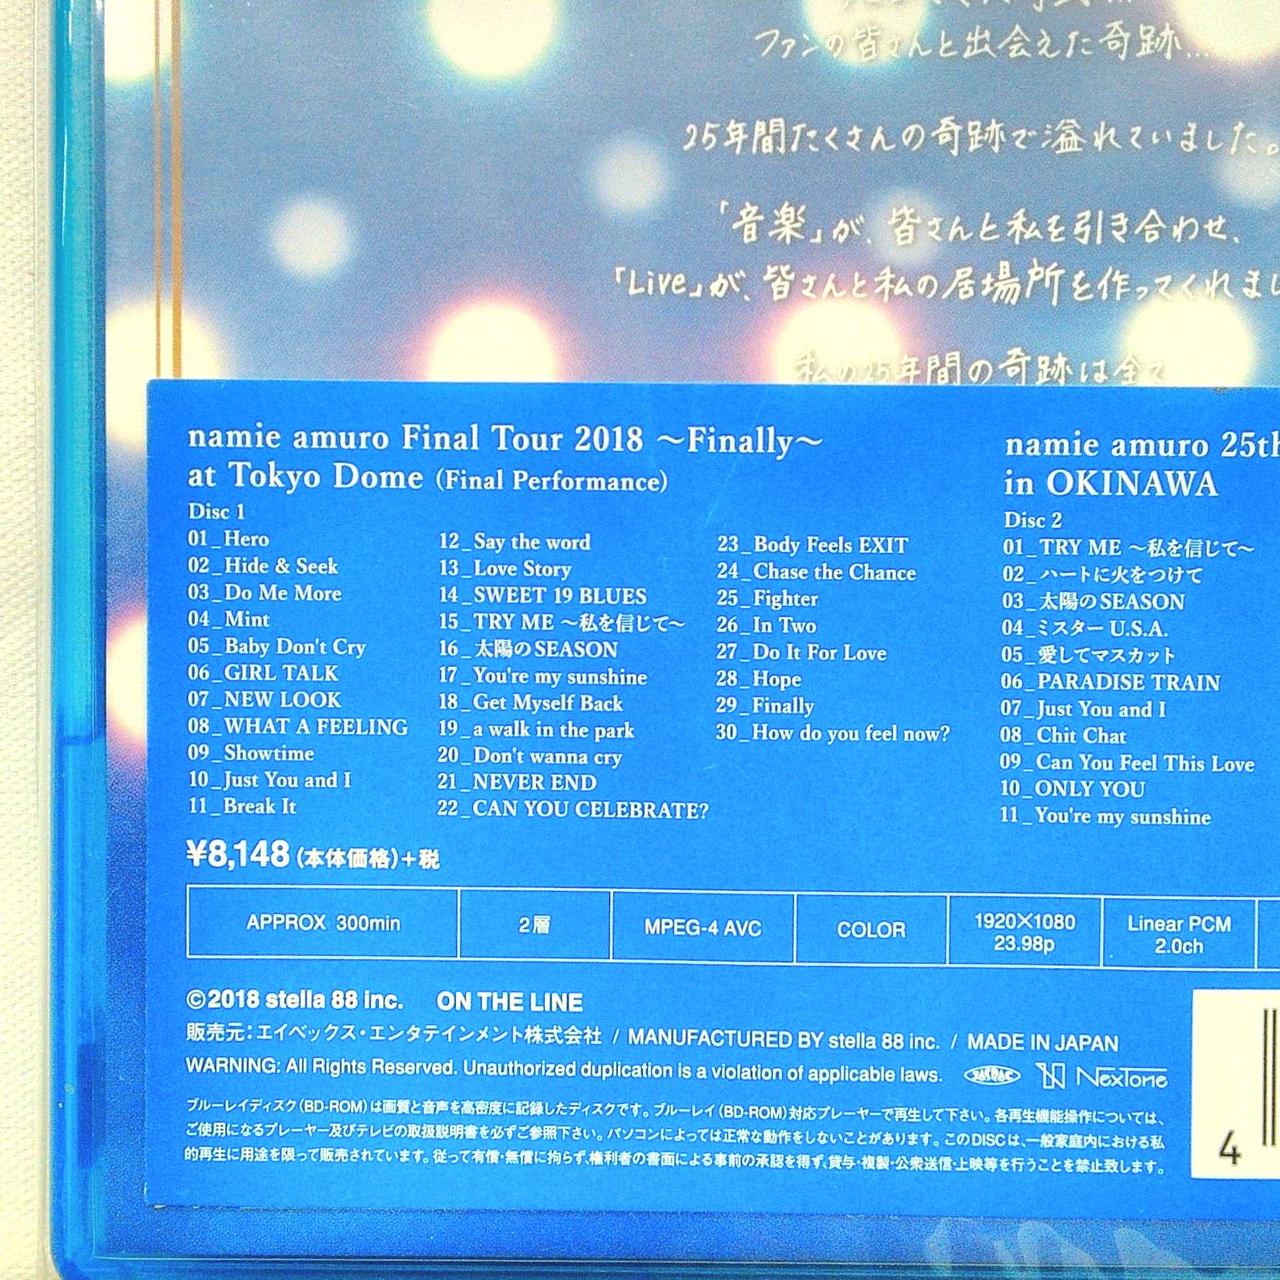 ファンの皆さんと出会えた奇跡...
25年間たくさんの奇跡で溢れていました。
「音楽」が、皆さんと私を引き合わせ、
「Live」が、皆さんと私の居場所を作ってくれまし
私の25年間の奇跡は全て
namie amuro Final Tour 2018 〜Finally〜
at Tokyo Dome (Final Performance)
Disc 1
01_Hero
02_Hide & Seek
03_Do Me More
04_Mint
05_Baby Don't Cry
06_GIRL TALK
07_NEW LOOK
08_WHAT A FEELING
09_Showtime
10_Just You and I
11_Break It
12_Say the word
13_Love Story
14_SWEET 19 BLUES
15_TRY ME 〜私を信じて〜
16_太陽のSEASON
17_You're my sunshine
18_Get Myself Back
19_a walk in the park
20_Don't wanna cry
21_NEVER END
22_CAN YOU CELEBRATE?
23_Body Feels EXIT
24_Chase the Chance
25_Fighter
26_In Two
27_Do It For Love
28_Hope
29_Finally
30_How do you feel now?
namie amuro 25th
in OKINAWA
Disc 2
01_TRY ME 〜私を信じて〜
02_ハートに火をつけて
03_太陽のSEASON
04_ミスターU.S.A.
05_愛してマスカット
06_PARADISE TRAIN
07_Just You and I
08_Chit Chat
09_Can You Feel This Love
10_ONLY YOU
11_You're my sunshine
¥8,148(本体価格)+税
APPROX 300min
2層
MPEG-4 AVC
COLOR
1920×1080
23.98p
Linear PCM
2.0ch
©2018 stella 88 inc. ON THE LINE
販売元:エイベックス・エンタテインメント株式会社 / MANUFACTURED BY stella 88 inc. / MADE IN JAPAN
WARNING: All Rights Reserved. Unauthorized duplication is a violation of applicable laws. JASRAC NexTone
ブルーレイディスク(BD-ROM)は画質と音声を高密度に記録したディスクです。ブルーレイ(BD-ROM)対応プレーヤーで再生して下さい。各再生機能操作については、
ご使用になるプレーヤー及びテレビの取扱説明書を必ずご参照下さい。パソコンによっては正常な動作をしないことがあります。このDISCは、一般家庭内における私
的再生に用途を限って販売されています。従って有償・無償に拘らず、権利者の書面による事前の承認を得ず、貸与・複製・公衆送信・上映等を行うことを禁止致します。
4